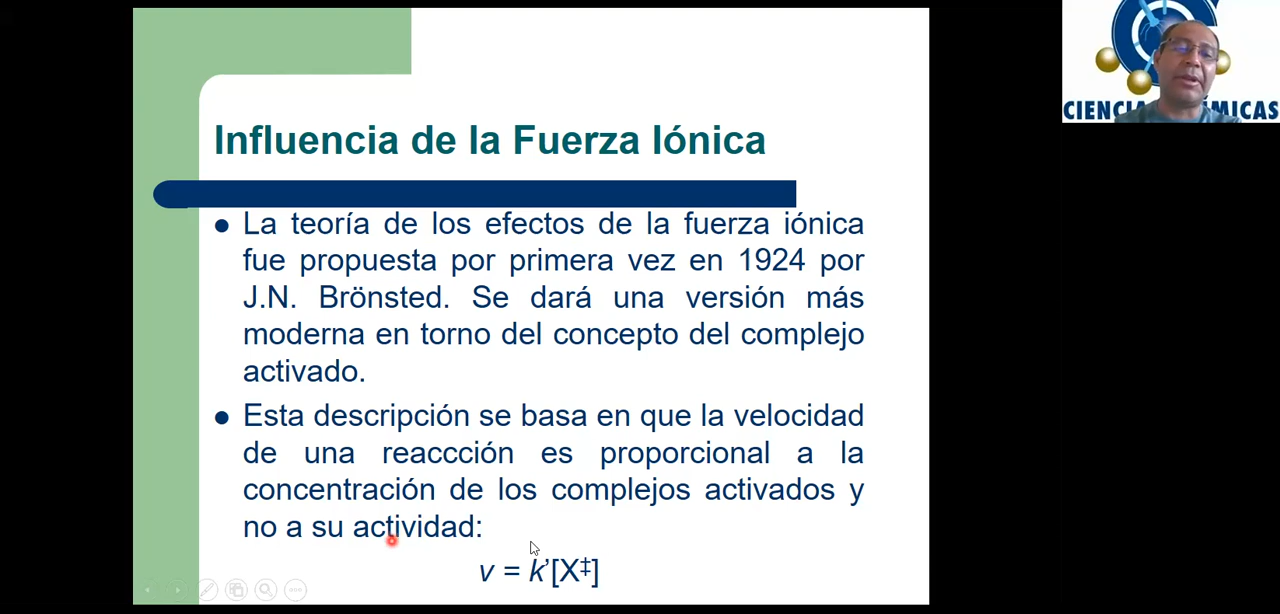 Influencia de la Fuerza Iónica
La teoría de los efectos de la fuerza iónica
fue propuesta por primera vez en 1924 por
J.N. Brönsted. Se dará una versión más
moderna en torno del concepto del complejo
activado.
Esta descripción se basa en que la velocidad
de una reaccción es proporcional a la
concentración de los complejos activados y
no a su actividad:
v = k’[X‡]